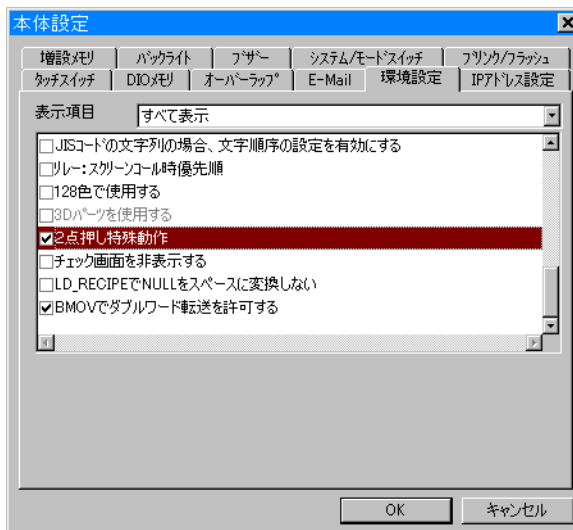 本体設定
増設メモリ バックライト ブザー システム/モードスイッチ ブリンク/フラッシュ
タッチスイッチ DIOメモリ オーバーラップ E-Mail 環境設定 IPアドレス設定
表示項目 すべて表示
JISコードの文字列の場合、文字順序の設定を有効にする
リレー:スクリーンコール時優先順
128色で使用する
3Dパーツを使用する
2点押し特殊動作
チェック画面を非表示する
LD_RECIPEでNULLをスペースに変換しない
BMOVでダブルワード転送を許可する
OK キャンセル